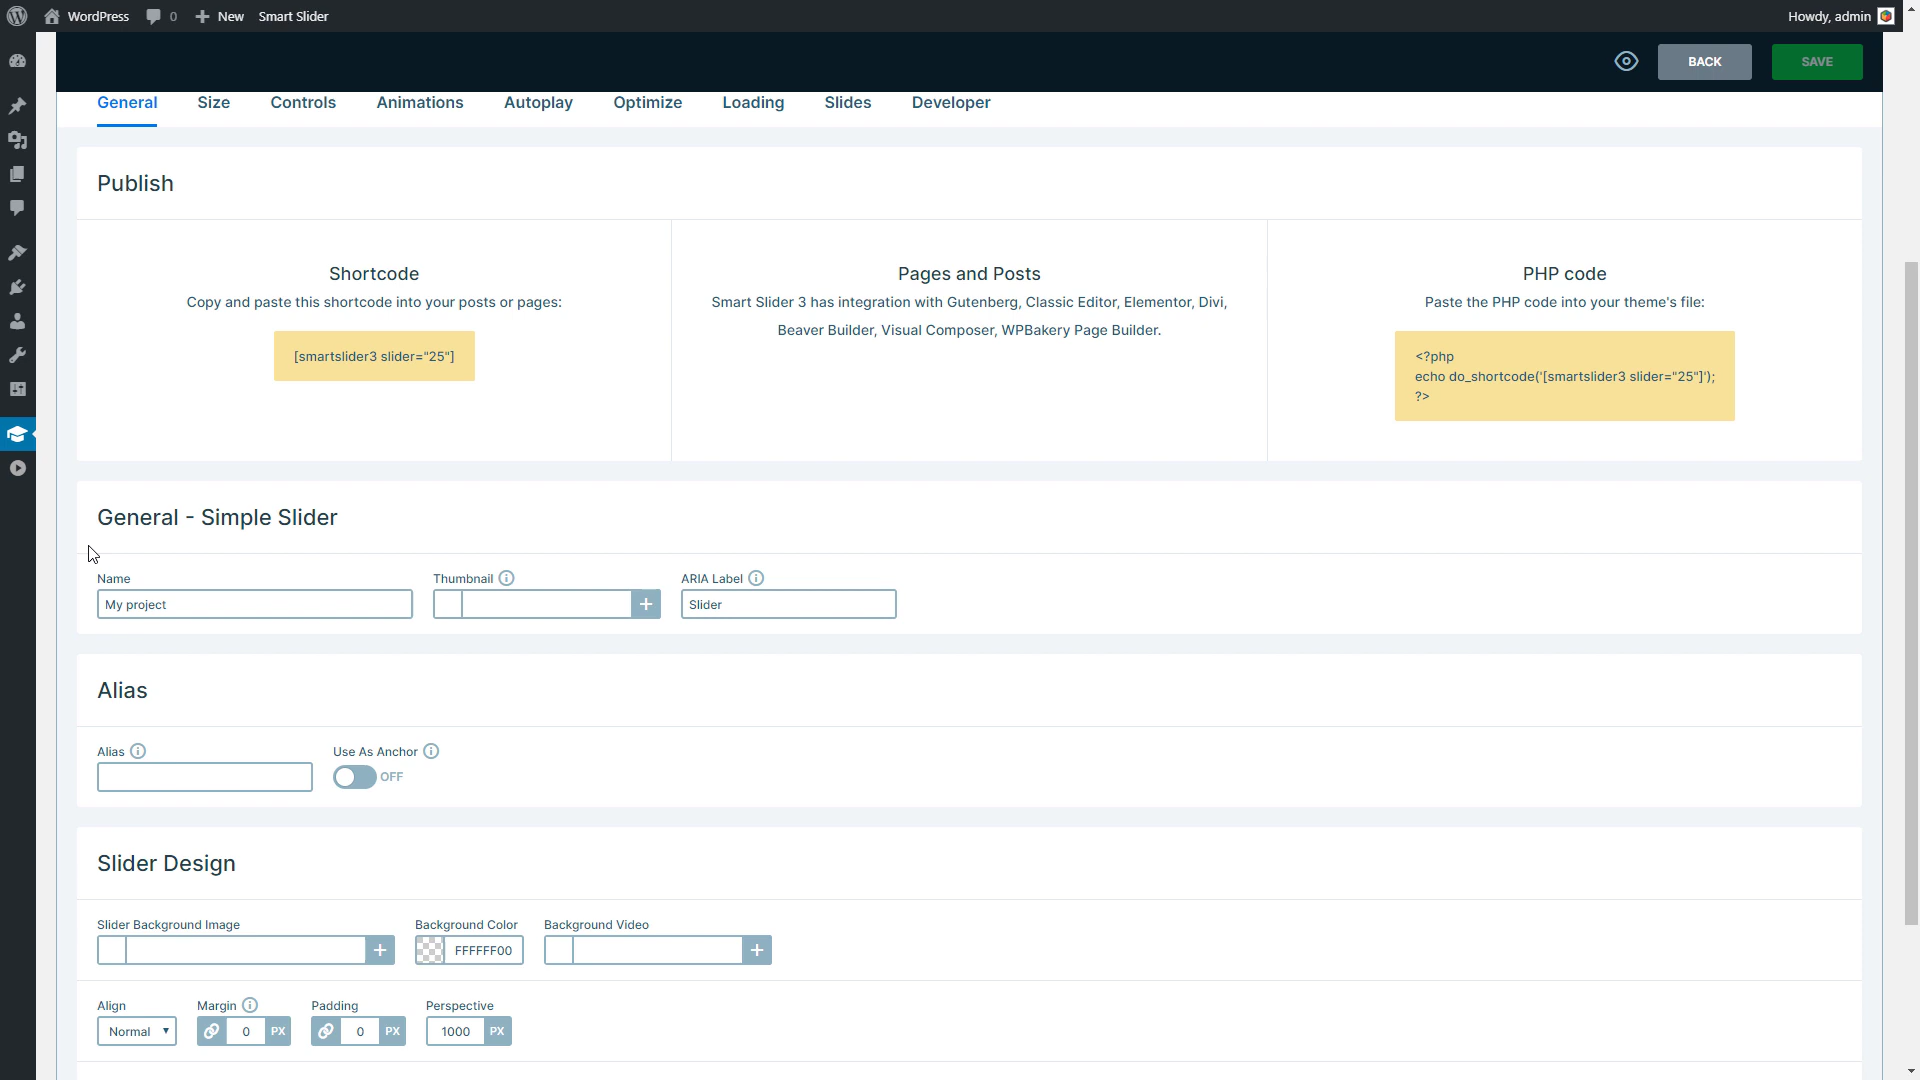 WordPress 0 New Smart Slider Howdy, admin
BACK SAVE
General Size Controls Animations Autoplay Optimize Loading Slides Developer
Publish
Shortcode
Copy and paste this shortcode into your posts or pages:
[smartslider3 slider="25"]
Pages and Posts
Smart Slider 3 has integration with Gutenberg, Classic Editor, Elementor, Divi,
Beaver Builder, Visual Composer, WPBakery Page Builder.
PHP code
Paste the PHP code into your theme's file:
<?php
echo do_shortcode('[smartslider3 slider="25"]');
?>
General - Simple Slider
Name Thumbnail ARIA Label
My project Slider
Alias
Alias Use As Anchor
OFF
Slider Design
Slider Background Image Background Color Background Video
FFFFFF00
Align Margin Padding Perspective
Normal 0 PX 0 PX 1000 PX